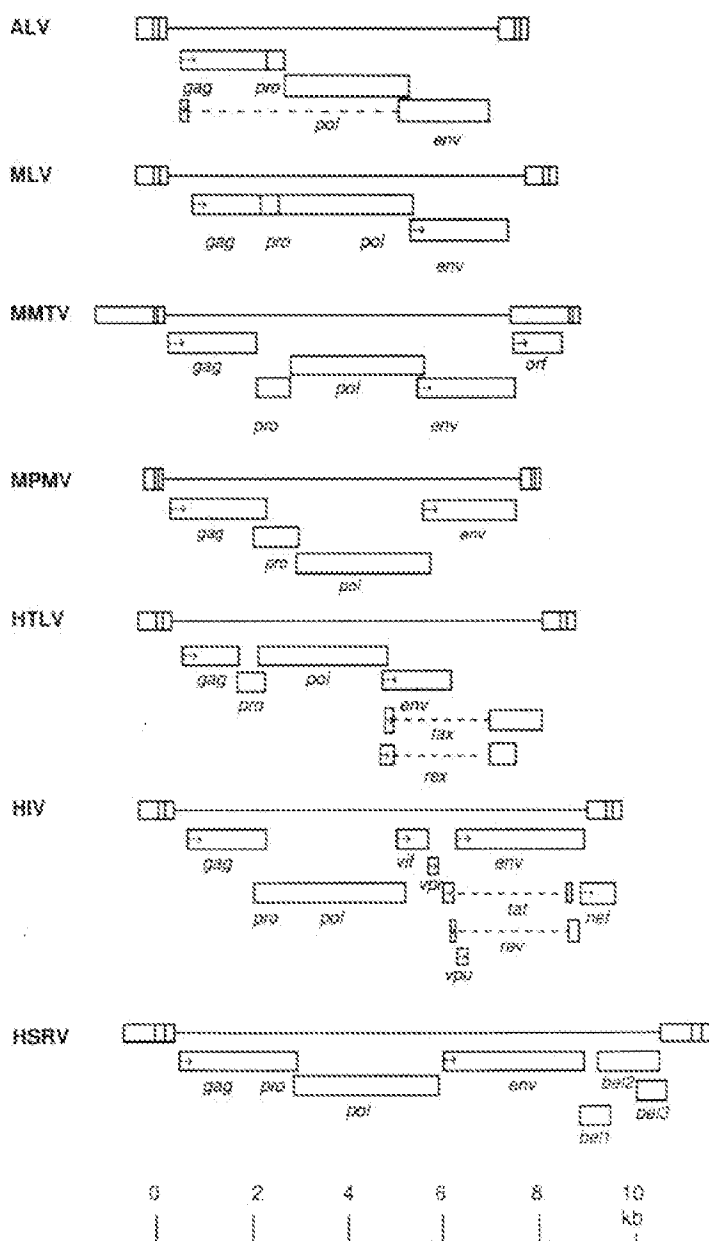 ALV
gag pro
pol
env
MLV
gag pro pol
env
MMTV
gag orf
pol
pro env
MPMV
gag env
pro
pol
HTLV
gag pol
pro env
tax
rex
HIV
gag vif env
vpr
pro pol tat nef
rev
vpu
HSRV
gag pro env bel2
pol bel3
bel1
0 2 4 6 8 10
kb